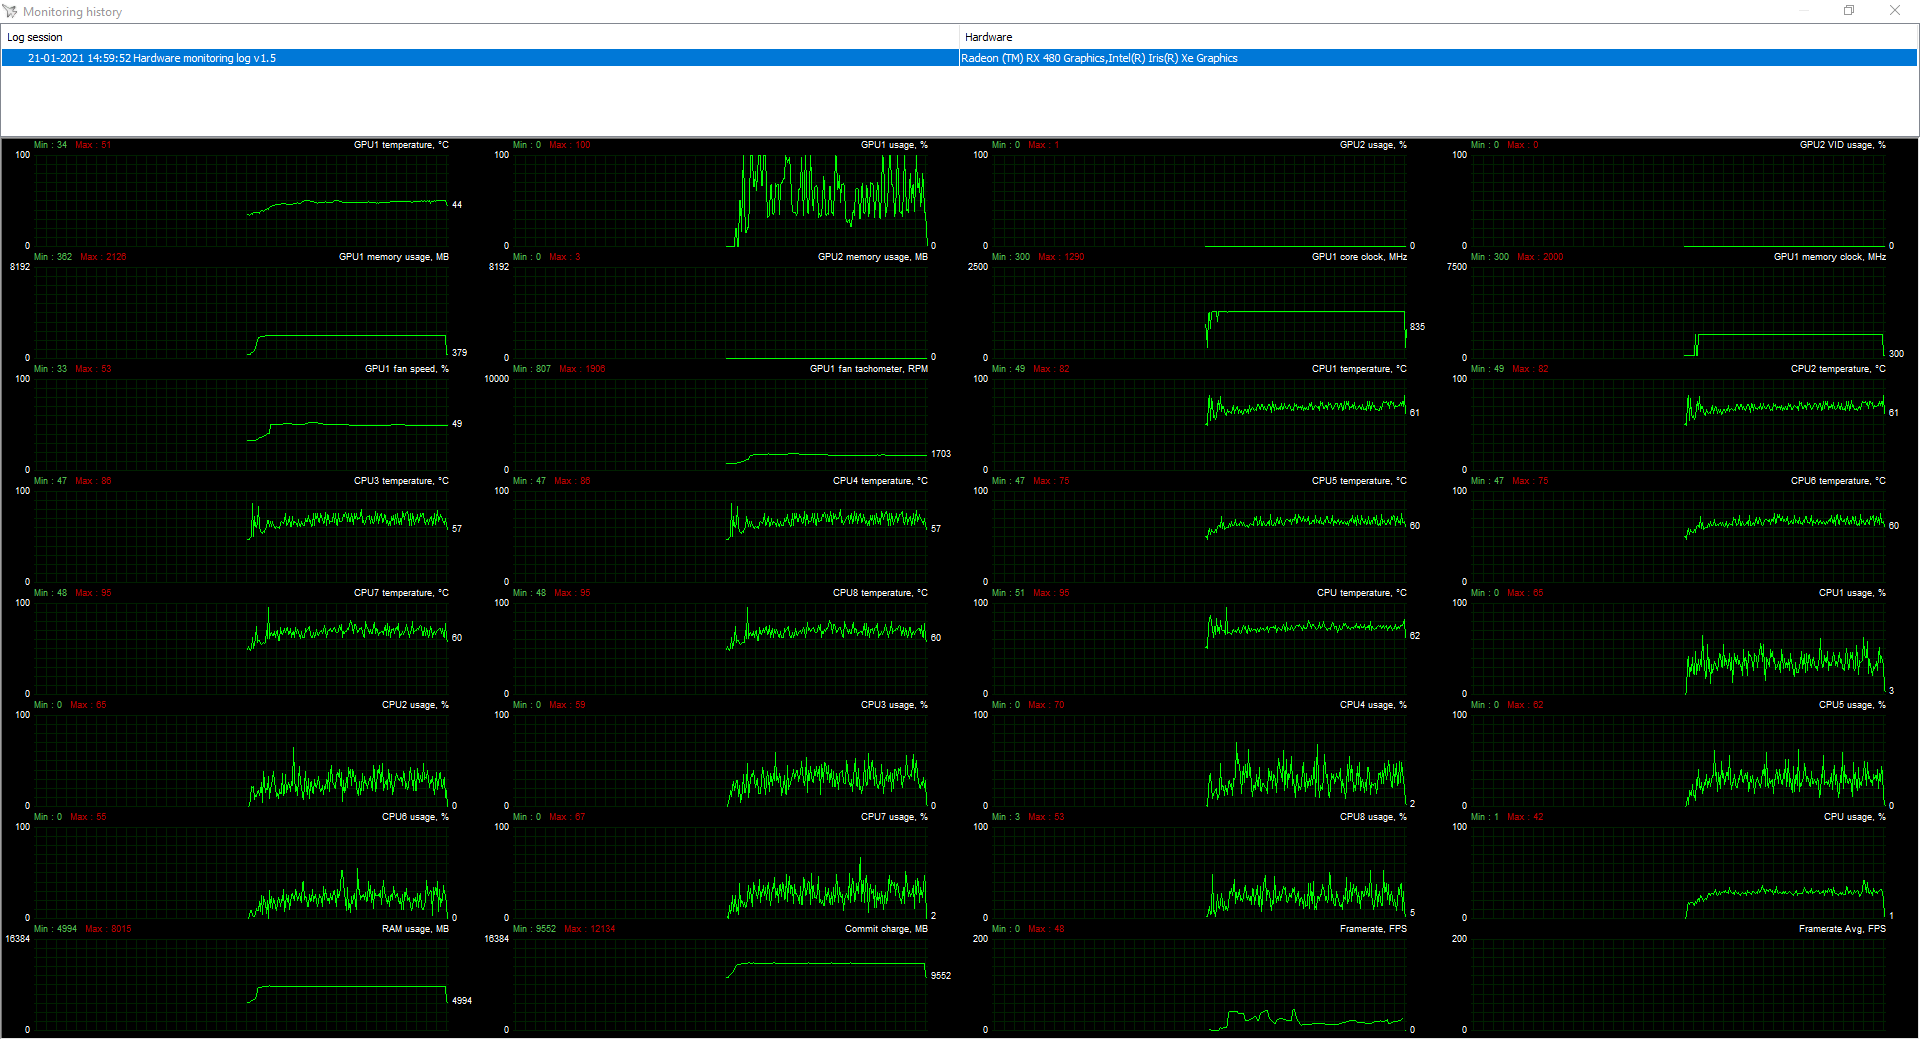 Monitoring history
Log session Hardware
21-01-2021 14:59:52 Hardware monitoring log v1.5 Radeon (TM) RX 480 Graphics,Intel(R) Iris(R) Xe Graphics
Min : 34 Max : 51 GPU1 temperature, °C
100
44
0
Min : 0 Max : 100 GPU1 usage, %
100
0
0
Min : 0 Max : 1 GPU2 usage, %
100
0
0
Min : 0 Max : 0 GPU2 VID usage, %
100
0
0
Min : 362 Max : 2126 GPU1 memory usage, MB
8192
379
0
Min : 0 Max : 3 GPU2 memory usage, MB
8192
0
0
Min : 300 Max : 1290 GPU1 core clock, MHz
2500
835
0
Min : 300 Max : 2000 GPU1 memory clock, MHz
7500
300
0
Min : 33 Max : 53 GPU1 fan speed, %
100
49
0
Min : 807 Max : 1906 GPU1 fan tachometer, RPM
10000
1703
0
Min : 49 Max : 82 CPU1 temperature, °C
100
61
0
Min : 49 Max : 82 CPU2 temperature, °C
100
61
0
Min : 47 Max : 86 CPU3 temperature, °C
100
57
0
Min : 47 Max : 86 CPU4 temperature, °C
100
57
0
Min : 47 Max : 75 CPU5 temperature, °C
100
60
0
Min : 47 Max : 75 CPU6 temperature, °C
100
60
0
Min : 48 Max : 95 CPU7 temperature, °C
100
60
0
Min : 48 Max : 95 CPU8 temperature, °C
100
60
0
Min : 51 Max : 95 CPU temperature, °C
100
62
0
Min : 0 Max : 65 CPU1 usage, %
100
3
0
Min : 0 Max : 66 CPU2 usage, %
100
0
0
Min : 0 Max : 59 CPU3 usage, %
100
0
0
Min : 0 Max : 70 CPU4 usage, %
100
2
0
Min : 0 Max : 62 CPU5 usage, %
100
0
0
Min : 0 Max : 56 CPU6 usage, %
100
0
0
Min : 0 Max : 67 CPU7 usage, %
100
2
0
Min : 3 Max : 53 CPU8 usage, %
100
5
0
Min : 1 Max : 42 CPU usage, %
100
1
0
Min : 4994 Max : 8015 RAM usage, MB
16384
4994
0
Min : 9552 Max : 12134 Commit charge, MB
16384
9552
0
Min : 0 Max : 48 Framerate, FPS
200
0
0
Framerate Avg, FPS
200
0